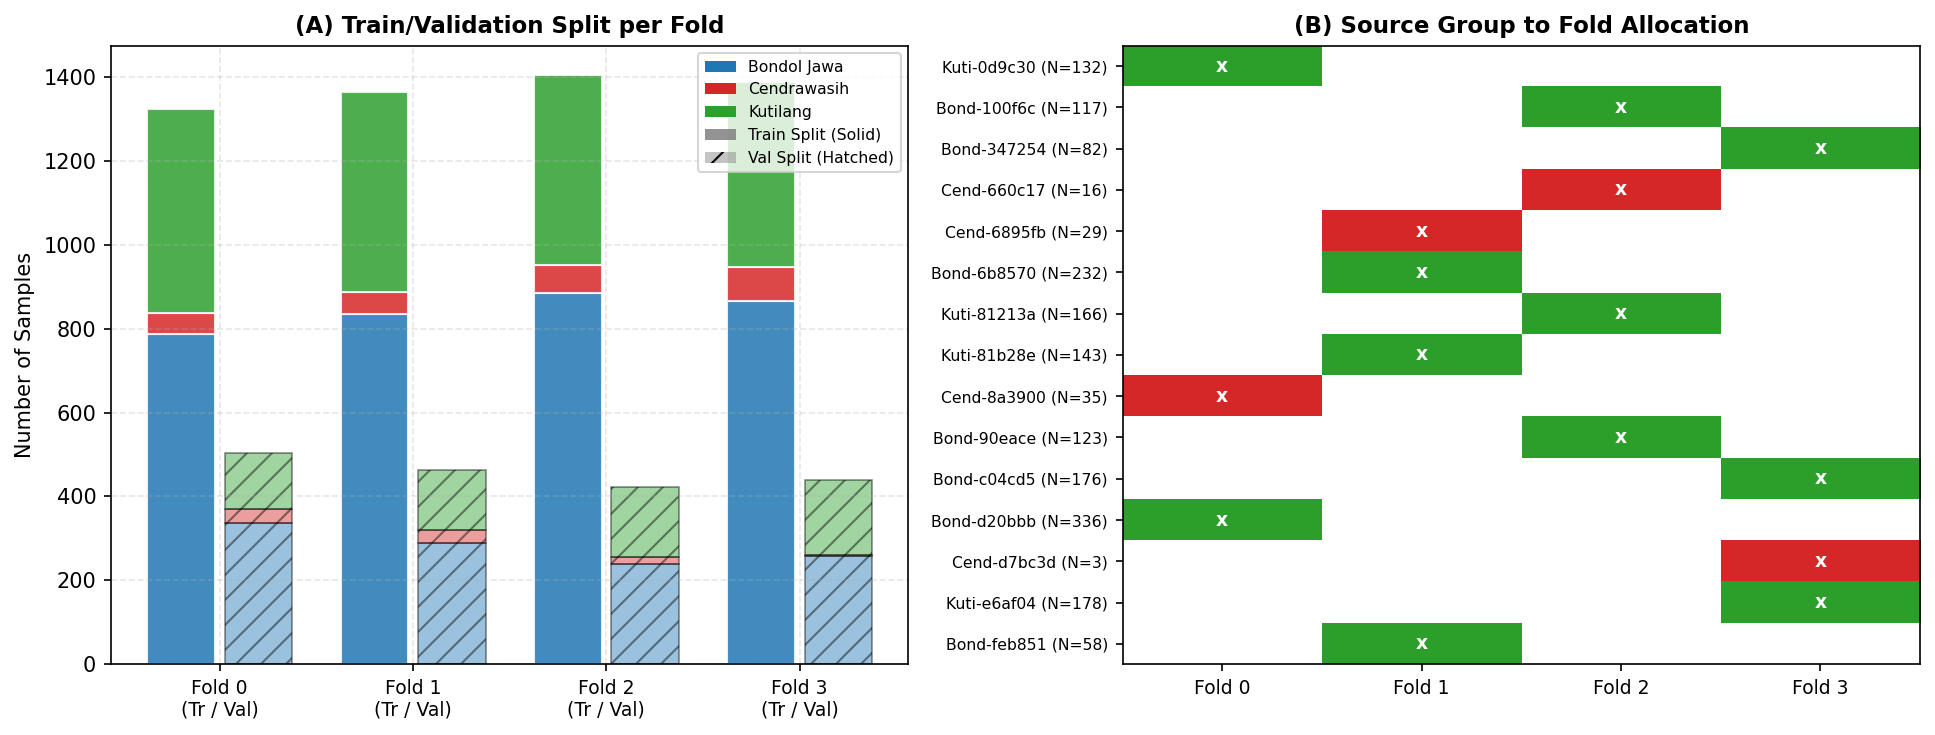 (A) Train/Validation Split per Fold
Number of Samples
1400
1200
1000
800
600
400
200
0
Bondol Jawa
Cendrawasih
Kutilang
Train Split (Solid)
Val Split (Hatched)
Fold 0
(Tr / Val)
Fold 1
(Tr / Val)
Fold 2
(Tr / Val)
Fold 3
(Tr / Val)
(B) Source Group to Fold Allocation
Kuti-0d9c30 (N=132) x
Bond-100f6c (N=117) x
Bond-347254 (N=82) x
Cend-660c17 (N=16) x
Cend-6895fb (N=29) x
Bond-6b8570 (N=232) x
Kuti-81213a (N=166) x
Kuti-81b28e (N=143) x
Cend-8a3900 (N=35) x
Bond-90eace (N=123) x
Bond-c04cd5 (N=176) x
Bond-d20bbb (N=336) x
Cend-d7bc3d (N=3) x
Kuti-e6af04 (N=178) x
Bond-feb851 (N=58) x
Fold 0 Fold 1 Fold 2 Fold 3